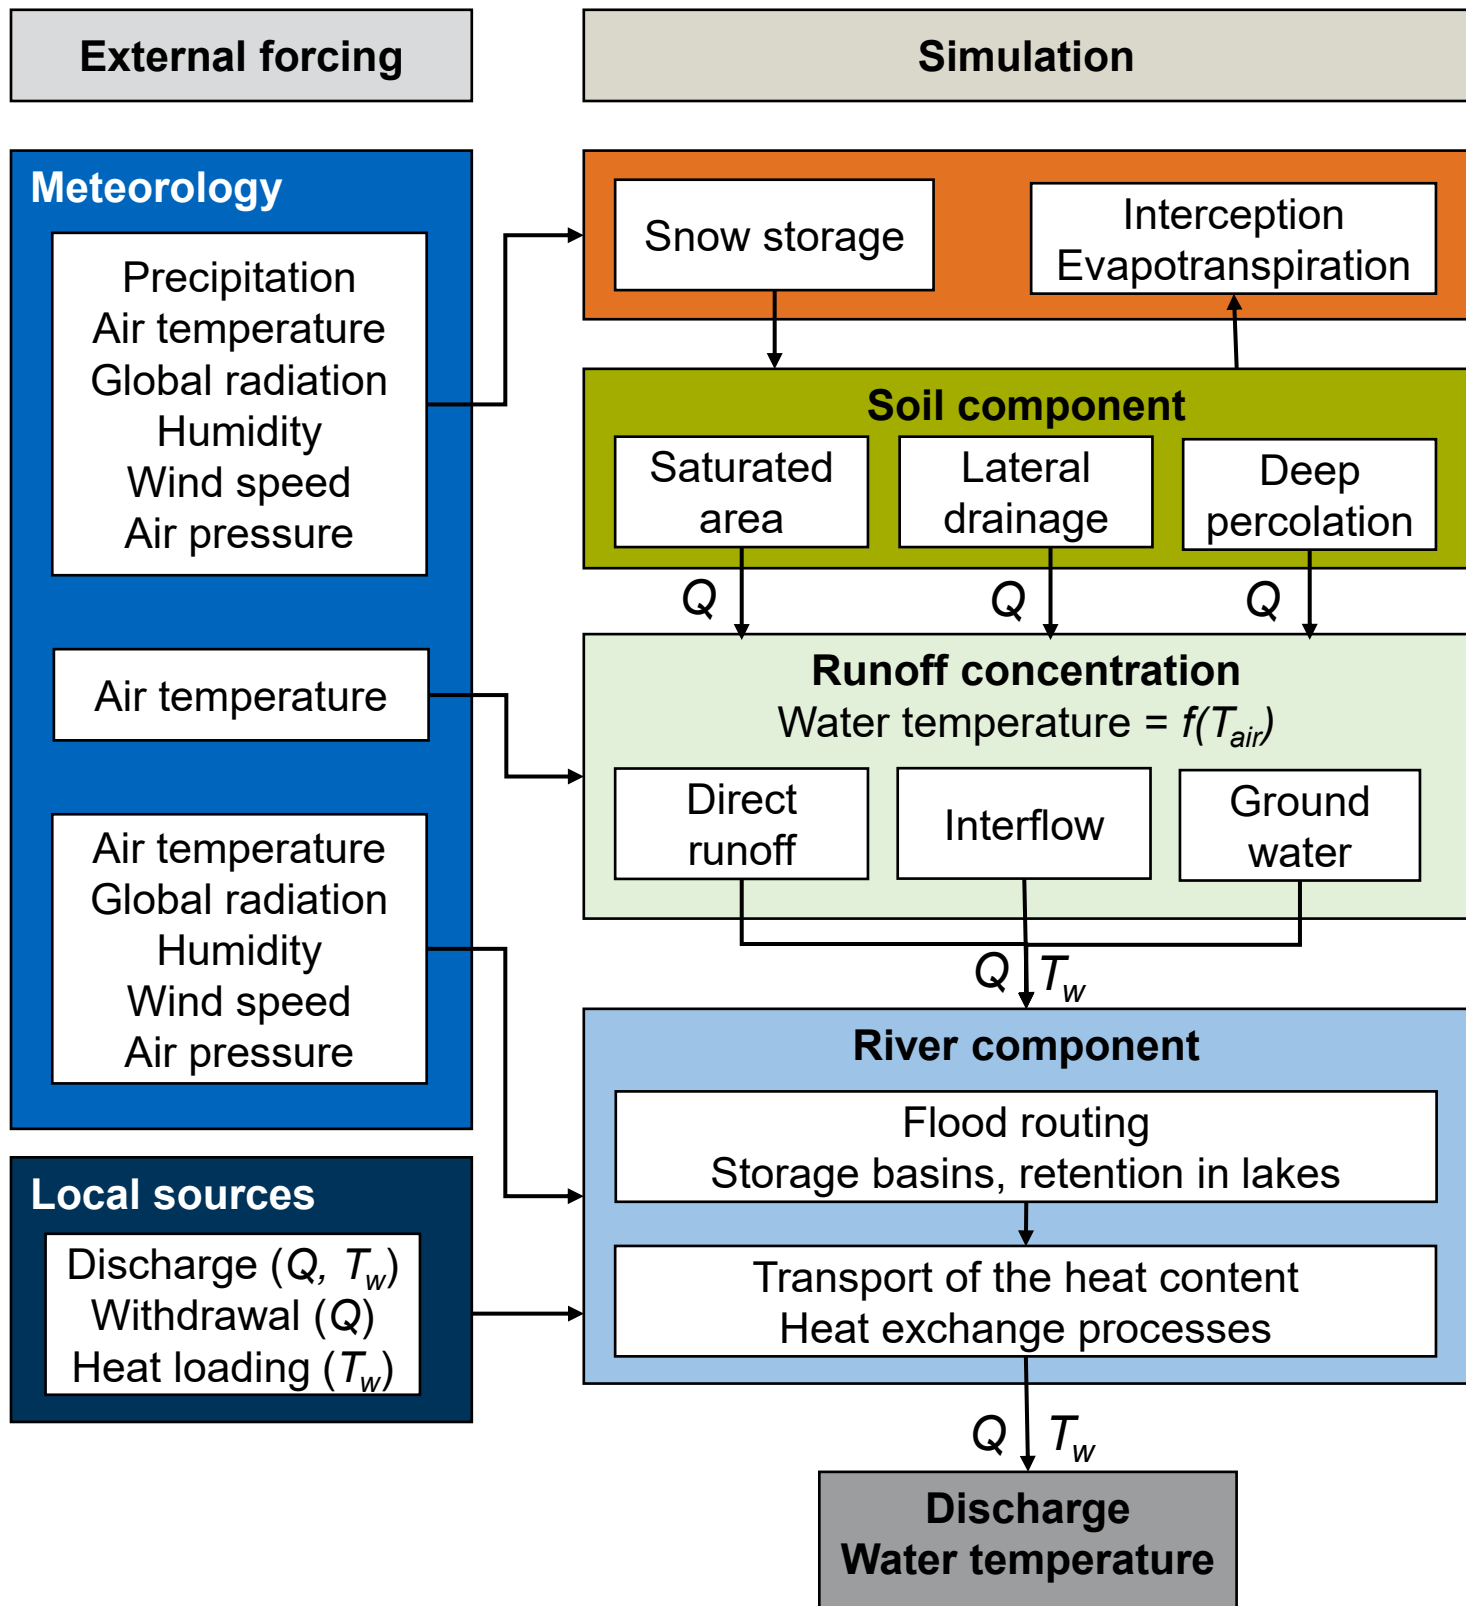 External forcing
Simulation
Meteorology
Precipitation
Air temperature
Global radiation
Humidity
Wind speed
Air pressure
Air temperature
Air temperature
Global radiation
Humidity
Wind speed
Air pressure
Local sources
Discharge (Q, Tw)
Withdrawal (Q)
Heat loading (Tw)
Snow storage
Interception
Evapotranspiration
Soil component
Saturated
area
Lateral
drainage
Deep
percolation
Q
Q
Q
Runoff concentration
Water temperature = f(Tair)
Direct
runoff
Interflow
Ground
water
Q Tw
River component
Flood routing
Storage basins, retention in lakes
Transport of the heat content
Heat exchange processes
Q Tw
Discharge
Water temperature